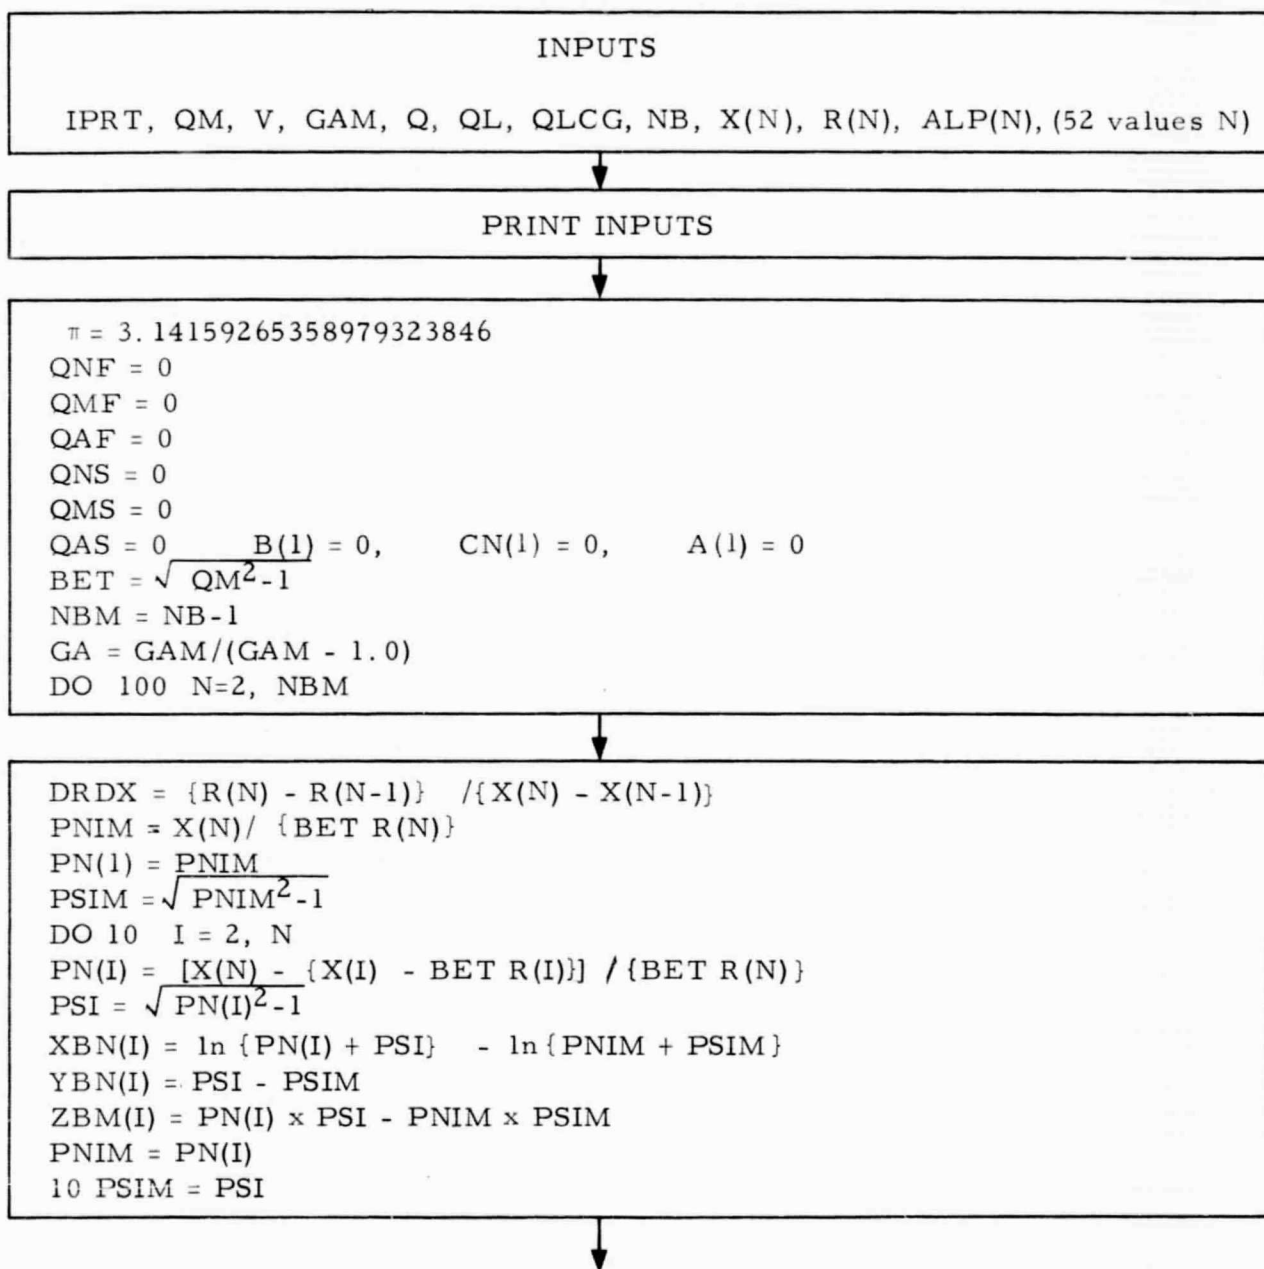 INPUTS
IPRT, QM, V, GAM, Q, QL, QLCG, NB, X(N), R(N), ALP(N), (52 values N)
PRINT INPUTS
π = 3.14159265358979323846
QNF = 0
QMF = 0
QAF = 0
QNS = 0
QMS = 0
QAS = 0 B(1) = 0, CN(1) = 0, A(1) = 0
BET = √QM²-1
NBM = NB-1
GA = GAM/(GAM - 1.0)
DO 100 N=2, NBM
DRDX = {R(N) - R(N-1)} /{X(N) - X(N-1)}
PNIM = X(N)/ {BET R(N)}
PN(1) = PNIM
PSIM = √PNIM²-1
DO 10 I = 2, N
PN(I) = [X(N) - {X(I) - BET R(I)}] /{BET R(N)}
PSI = √PN(I)²-1
XBN(I) = ln {PN(I) + PSI} - ln{PNIM + PSIM}
YBN(I) = PSI - PSIM
ZBM(I) = PN(I) x PSI - PNIM x PSIM
PNIM = PN(I)
10 PSIM = PSI